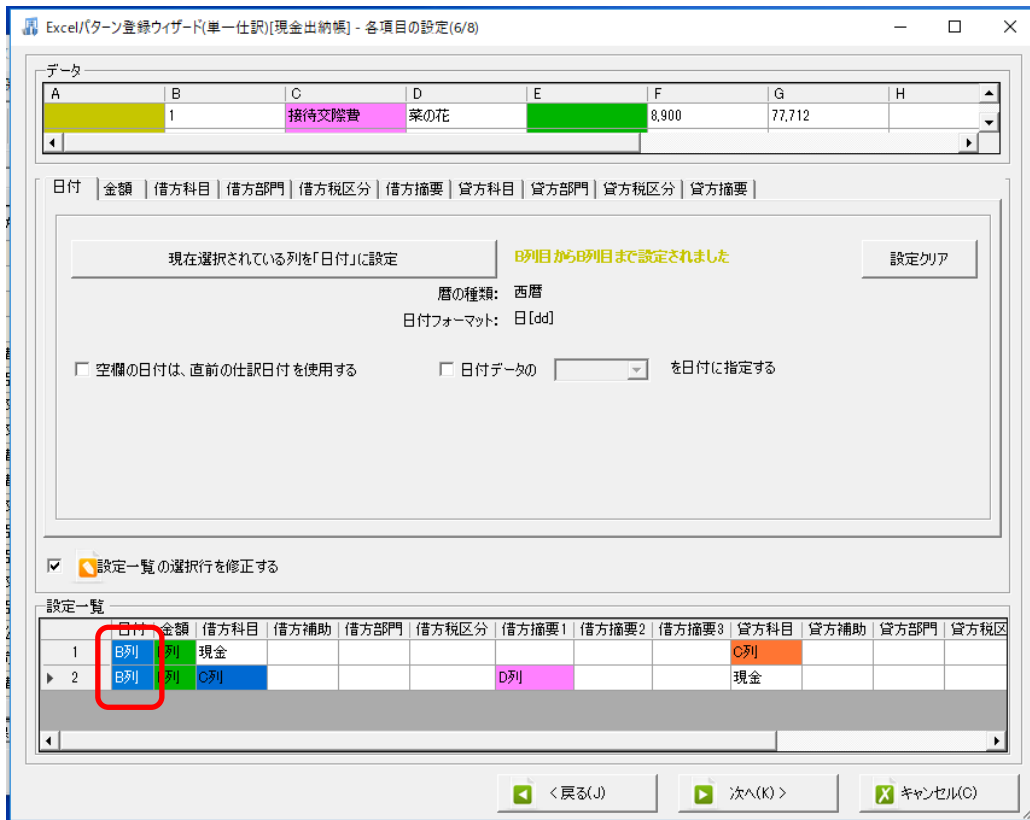 Excelパターン登録ウィザード(単一仕訳)[現金出納帳] - 各項目の設定(6/8)
データ
A B C D E F G H
1 接待交際費 菜の花 8,900 77,712
日付 金額 借方科目 借方部門 借方税区分 借方摘要 貸方科目 貸方部門 貸方税区分 貸方摘要
現在選択されている列を「日付」に設定 B列目からB列目まで設定されました 設定クリア
暦の種類: 西暦
日付フォーマット: 日[dd]
空欄の日付は、直前の仕訳日付を使用する 日付データの を日付に指定する
設定一覧の選択行を修正する
設定一覧
日付 金額 借方科目 借方補助 借方部門 借方税区分 借方摘要1 借方摘要2 借方摘要3 貸方科目 貸方補助 貸方部門 貸方税区
1 B列 現金 C列
2 B列 C列 D列 現金
<戻る(J) 次へ(K)> キャンセル(C)